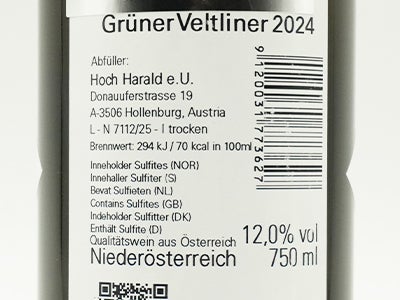 Grüner Veltliner 2024
Abfüller:
Hoch Harald e.U.
Donauuferstrasse 19
A-3506 Hollenburg, Austria
L - N 7112/25 - I trocken
Brennwert: 294 kJ / 70 kcal in 100ml
Inneholder Sulfites (NOR)
Innehaller Sulfiter (S)
Bevat Sulfieten (NL)
Contains Sulfites (GB)
Indeholder Sulfitter (DK)
Enthält Sulfite (D)
Qualitätswein aus Österreich
Niederösterreich
12,0% vol
750 ml
9120031773627